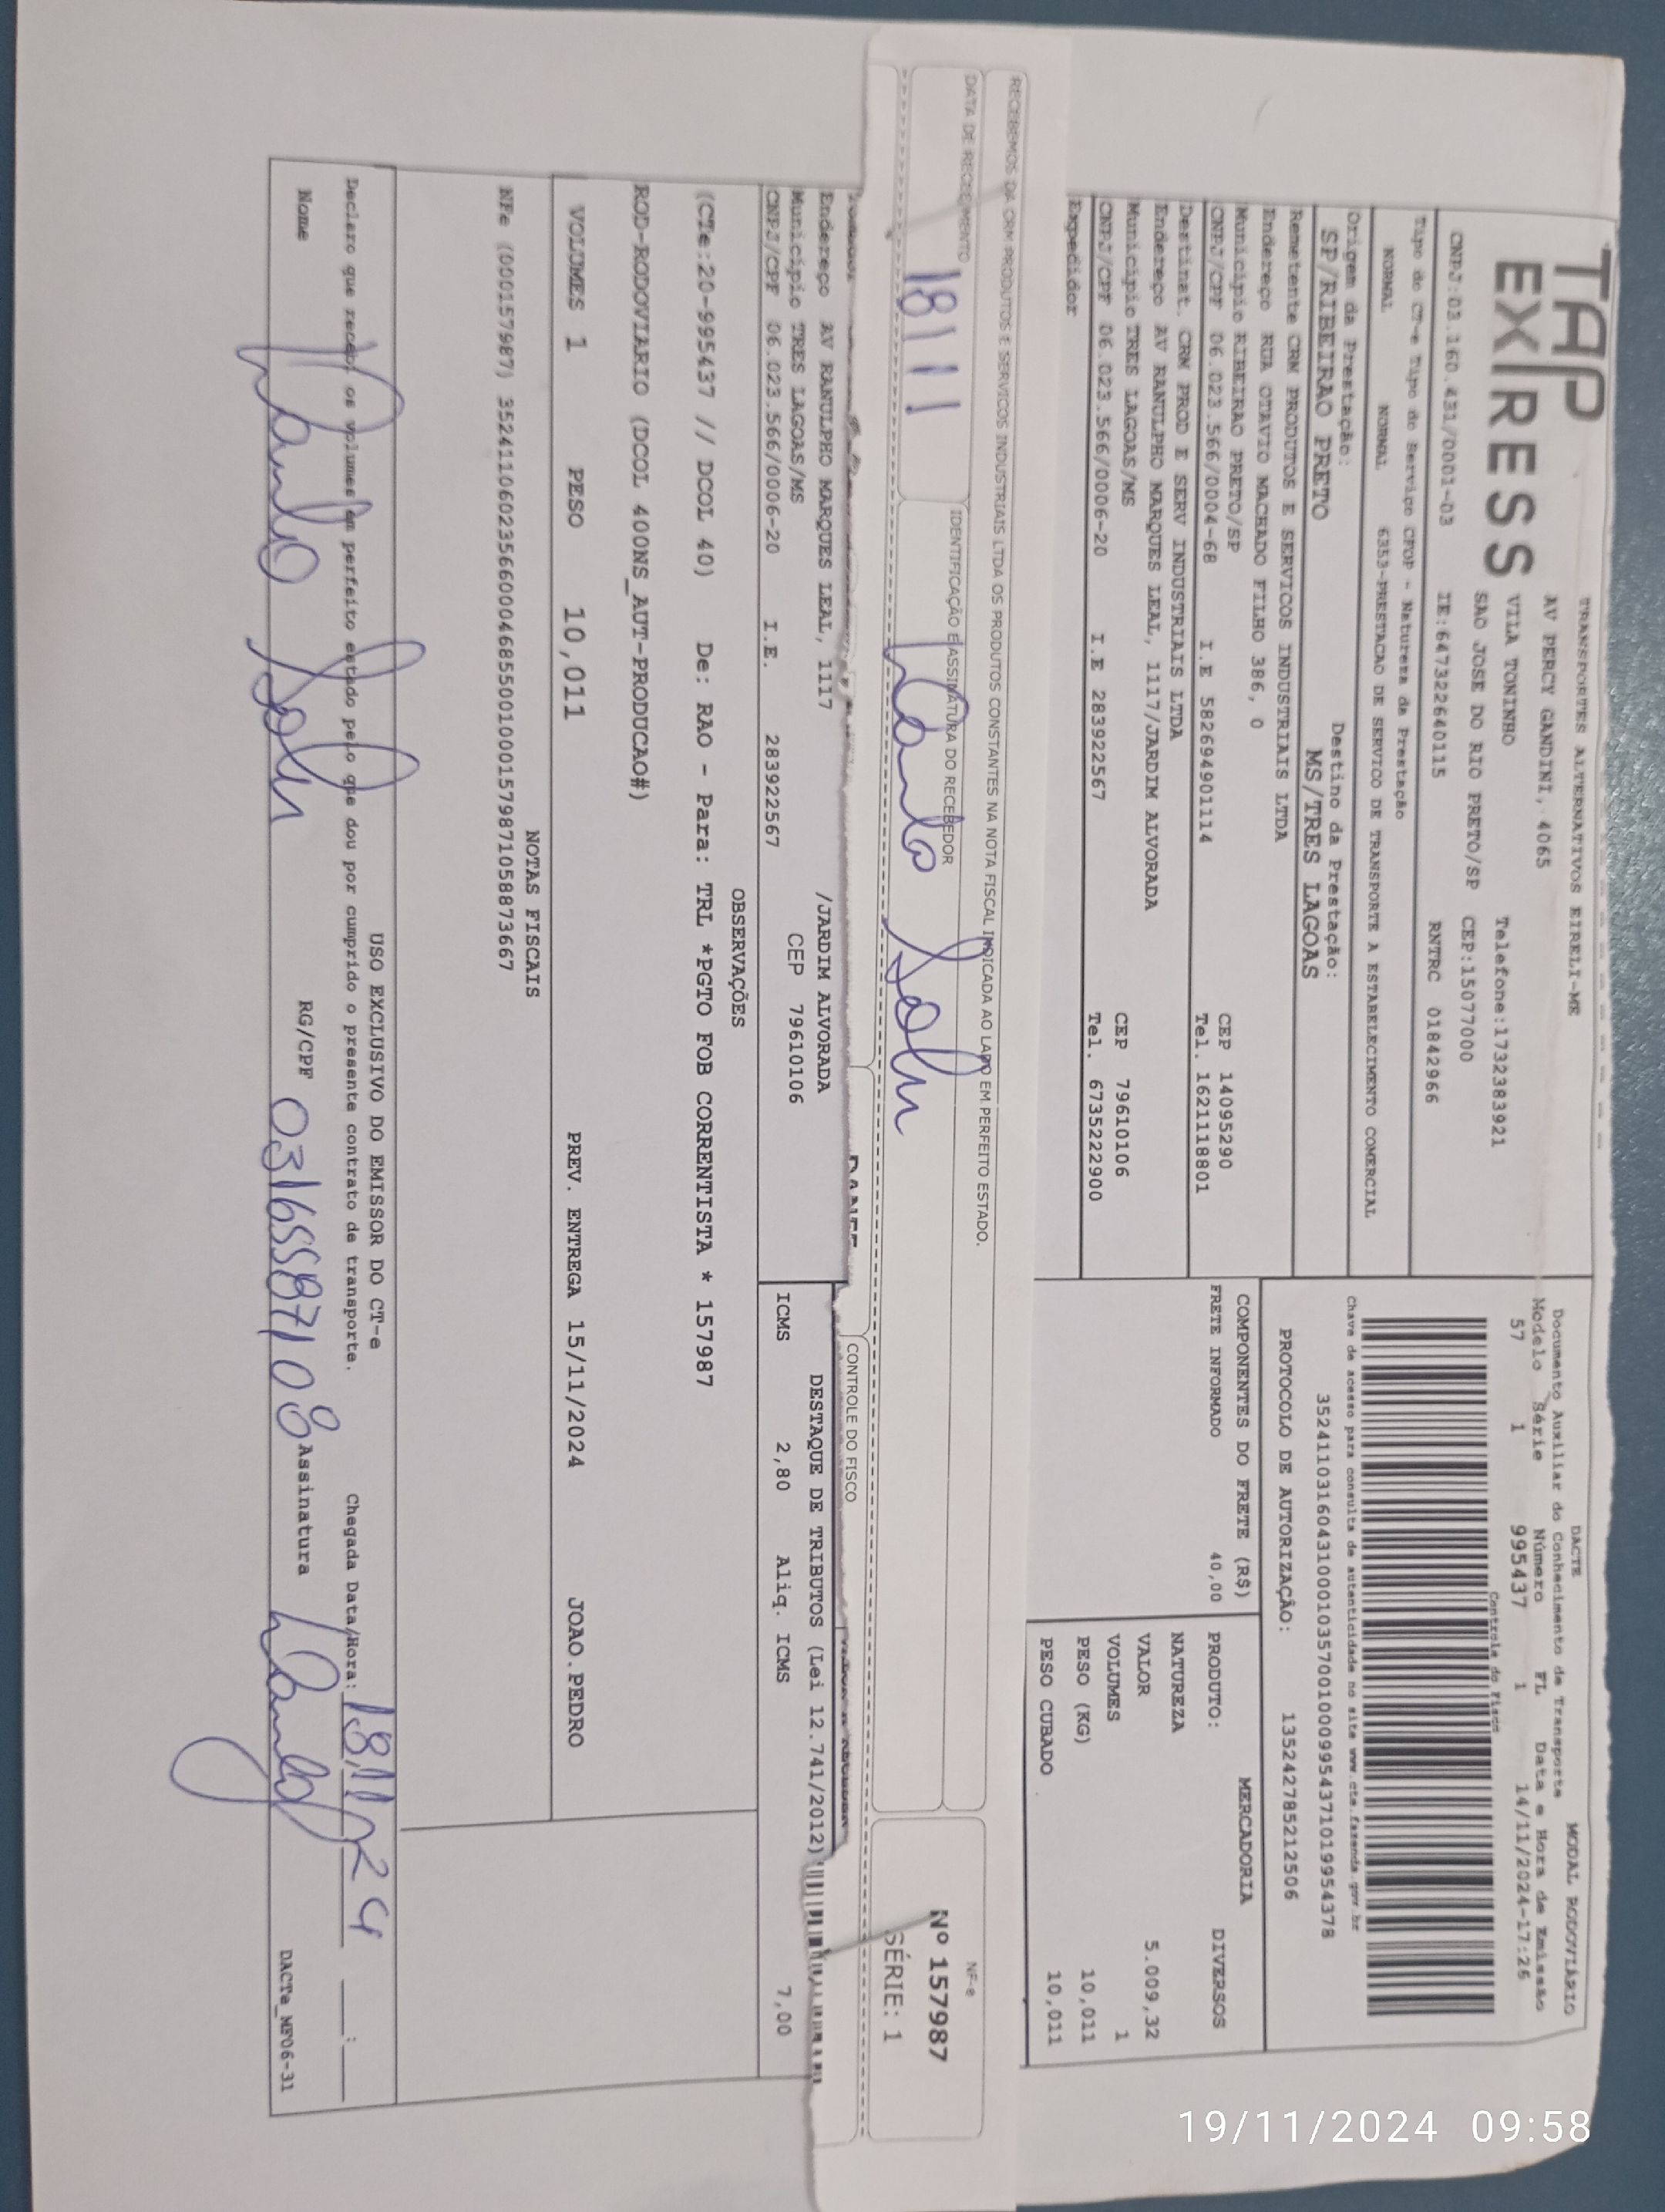 TAP
EXPRESS
TRANSPORTES ALTERNATIVOS EIRELI-ME
AV PERCY GANDINI, 4065
VILA TONINHO
Telefone:1732383921
SAO JOSE DO RIO PRETO/SP CEP:15077000
CNPJ:03.160.431/0001-03 IE:647322640115 RNTRC 01842966
DACTE MODAL RODOVIÁRIO
Documento Auxiliar do Conhecimento de Transporte
Modelo Série Número FL Data e Hora de Emissão
57 1 995437 1 14/11/2024-17:26
Controle do Fisco
Tipo do CT-e Tipo do Serviço CFOP - Natureza da Prestação
NORMAL NORMAL 6353-PRESTACAO DE SERVICO DE TRANSPORTE A ESTABELECIMENTO COMERCIAL
Chave de acesso para consulta de autenticidade no site www.cte.fazenda.gov.br
35241103160431000103570010009954371019954378
Origem da Prestação: Destino da Prestação:
SP/RIBEIRAO PRETO MS/TRES LAGOAS
PROTOCOLO DE AUTORIZAÇÃO: 135242785212506
Remetente CRM PRODUTOS E SERVICOS INDUSTRIAIS LTDA
Endereço RUA OTAVIO MACHADO FILHO 386, 0
Município RIBEIRAO PRETO/SP CEP 14095290
CNPJ/CPF 06.023.566/0004-68 I.E 582694901114 Tel. 1621118801
Destinat. CRM PROD E SERV INDUSTRIAIS LTDA
Endereço AV RANULPHO MARQUES LEAL, 1117/JARDIM ALVORADA
Município TRES LAGOAS/MS CEP 79610106
CNPJ/CPF 06.023.566/0006-20 I.E 283922567 Tel. 6735222900
Expedidor
COMPONENTES DO FRETE (R$)
FRETE INFORMADO 40,00
MERCADORIA
PRODUTO: DIVERSOS
NATUREZA
VALOR 5.009,32
VOLUMES 1
PESO (KG) 10,011
PESO CUBADO 10,011
RECEBEMOS DA CRM PRODUTOS E SERVICOS INDUSTRIAIS LTDA OS PRODUTOS CONSTANTES NA NOTA FISCAL INDICADA AO LADO EM PERFEITO ESTADO.
DATA DE RECEBIMENTO
18 11
IDENTIFICAÇÃO E ASSINATURA DO RECEBEDOR
NF-e
Nº 157987
SÉRIE: 1
CONTROLE DO FISCO
Endereço AV RANULPHO MARQUES LEAL, 1117 /JARDIM ALVORADA
Município TRES LAGOAS/MS CEP 79610106
CNPJ/CPF 06.023.566/0006-20 I.E. 283922567
DESTAQUE DE TRIBUTOS (Lei 12.741/2012)
ICMS 2,80 Aliq. ICMS 7,00
OBSERVAÇÕES
(CTe:20-995437 // DCOL 40) De: RAO - Para: TRL *PGTO FOB CORRENTISTA * 157987
ROD-RODOVIARIO (DCOL 400NS_AUT-PRODUCAO#)
VOLUMES 1 PESO 10,011 PREV. ENTREGA 15/11/2024 JOAO.PEDRO
NOTAS FISCAIS
NFe (000157987) 35241106023566000468550010001579871058873667
USO EXCLUSIVO DO EMISSOR DO CT-e
Declaro que recebi os volumes em perfeito estado pelo que dou por cumprido o presente contrato de transporte. Chegada Data/Hora: 18/11/24 ___:___
Nome RG/CPF 03165587108 Assinatura
DACTe_MF06-31
19/11/2024 09:58